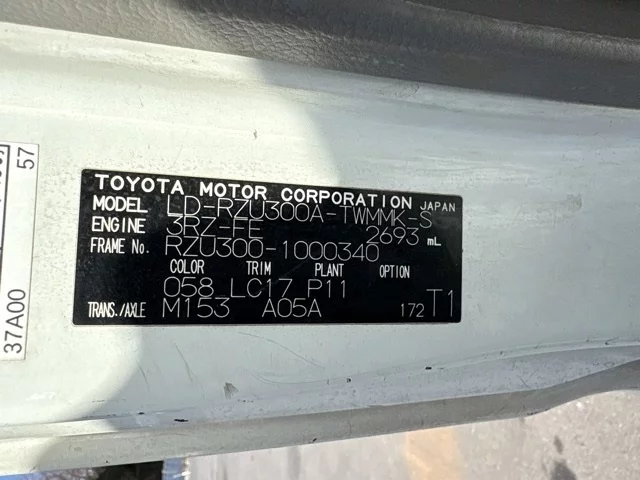 TOYOTA MOTOR CORPORATION JAPAN
MODEL LD-RZU300A-TWMMK-S
ENGINE 3RZ-FE 2693 mL
FRAME No. RZU300-1000340
COLOR TRIM PLANT OPTION
058 LC17 P11
TRANS./AXLE M153 A05A 172 T1
37A00 57